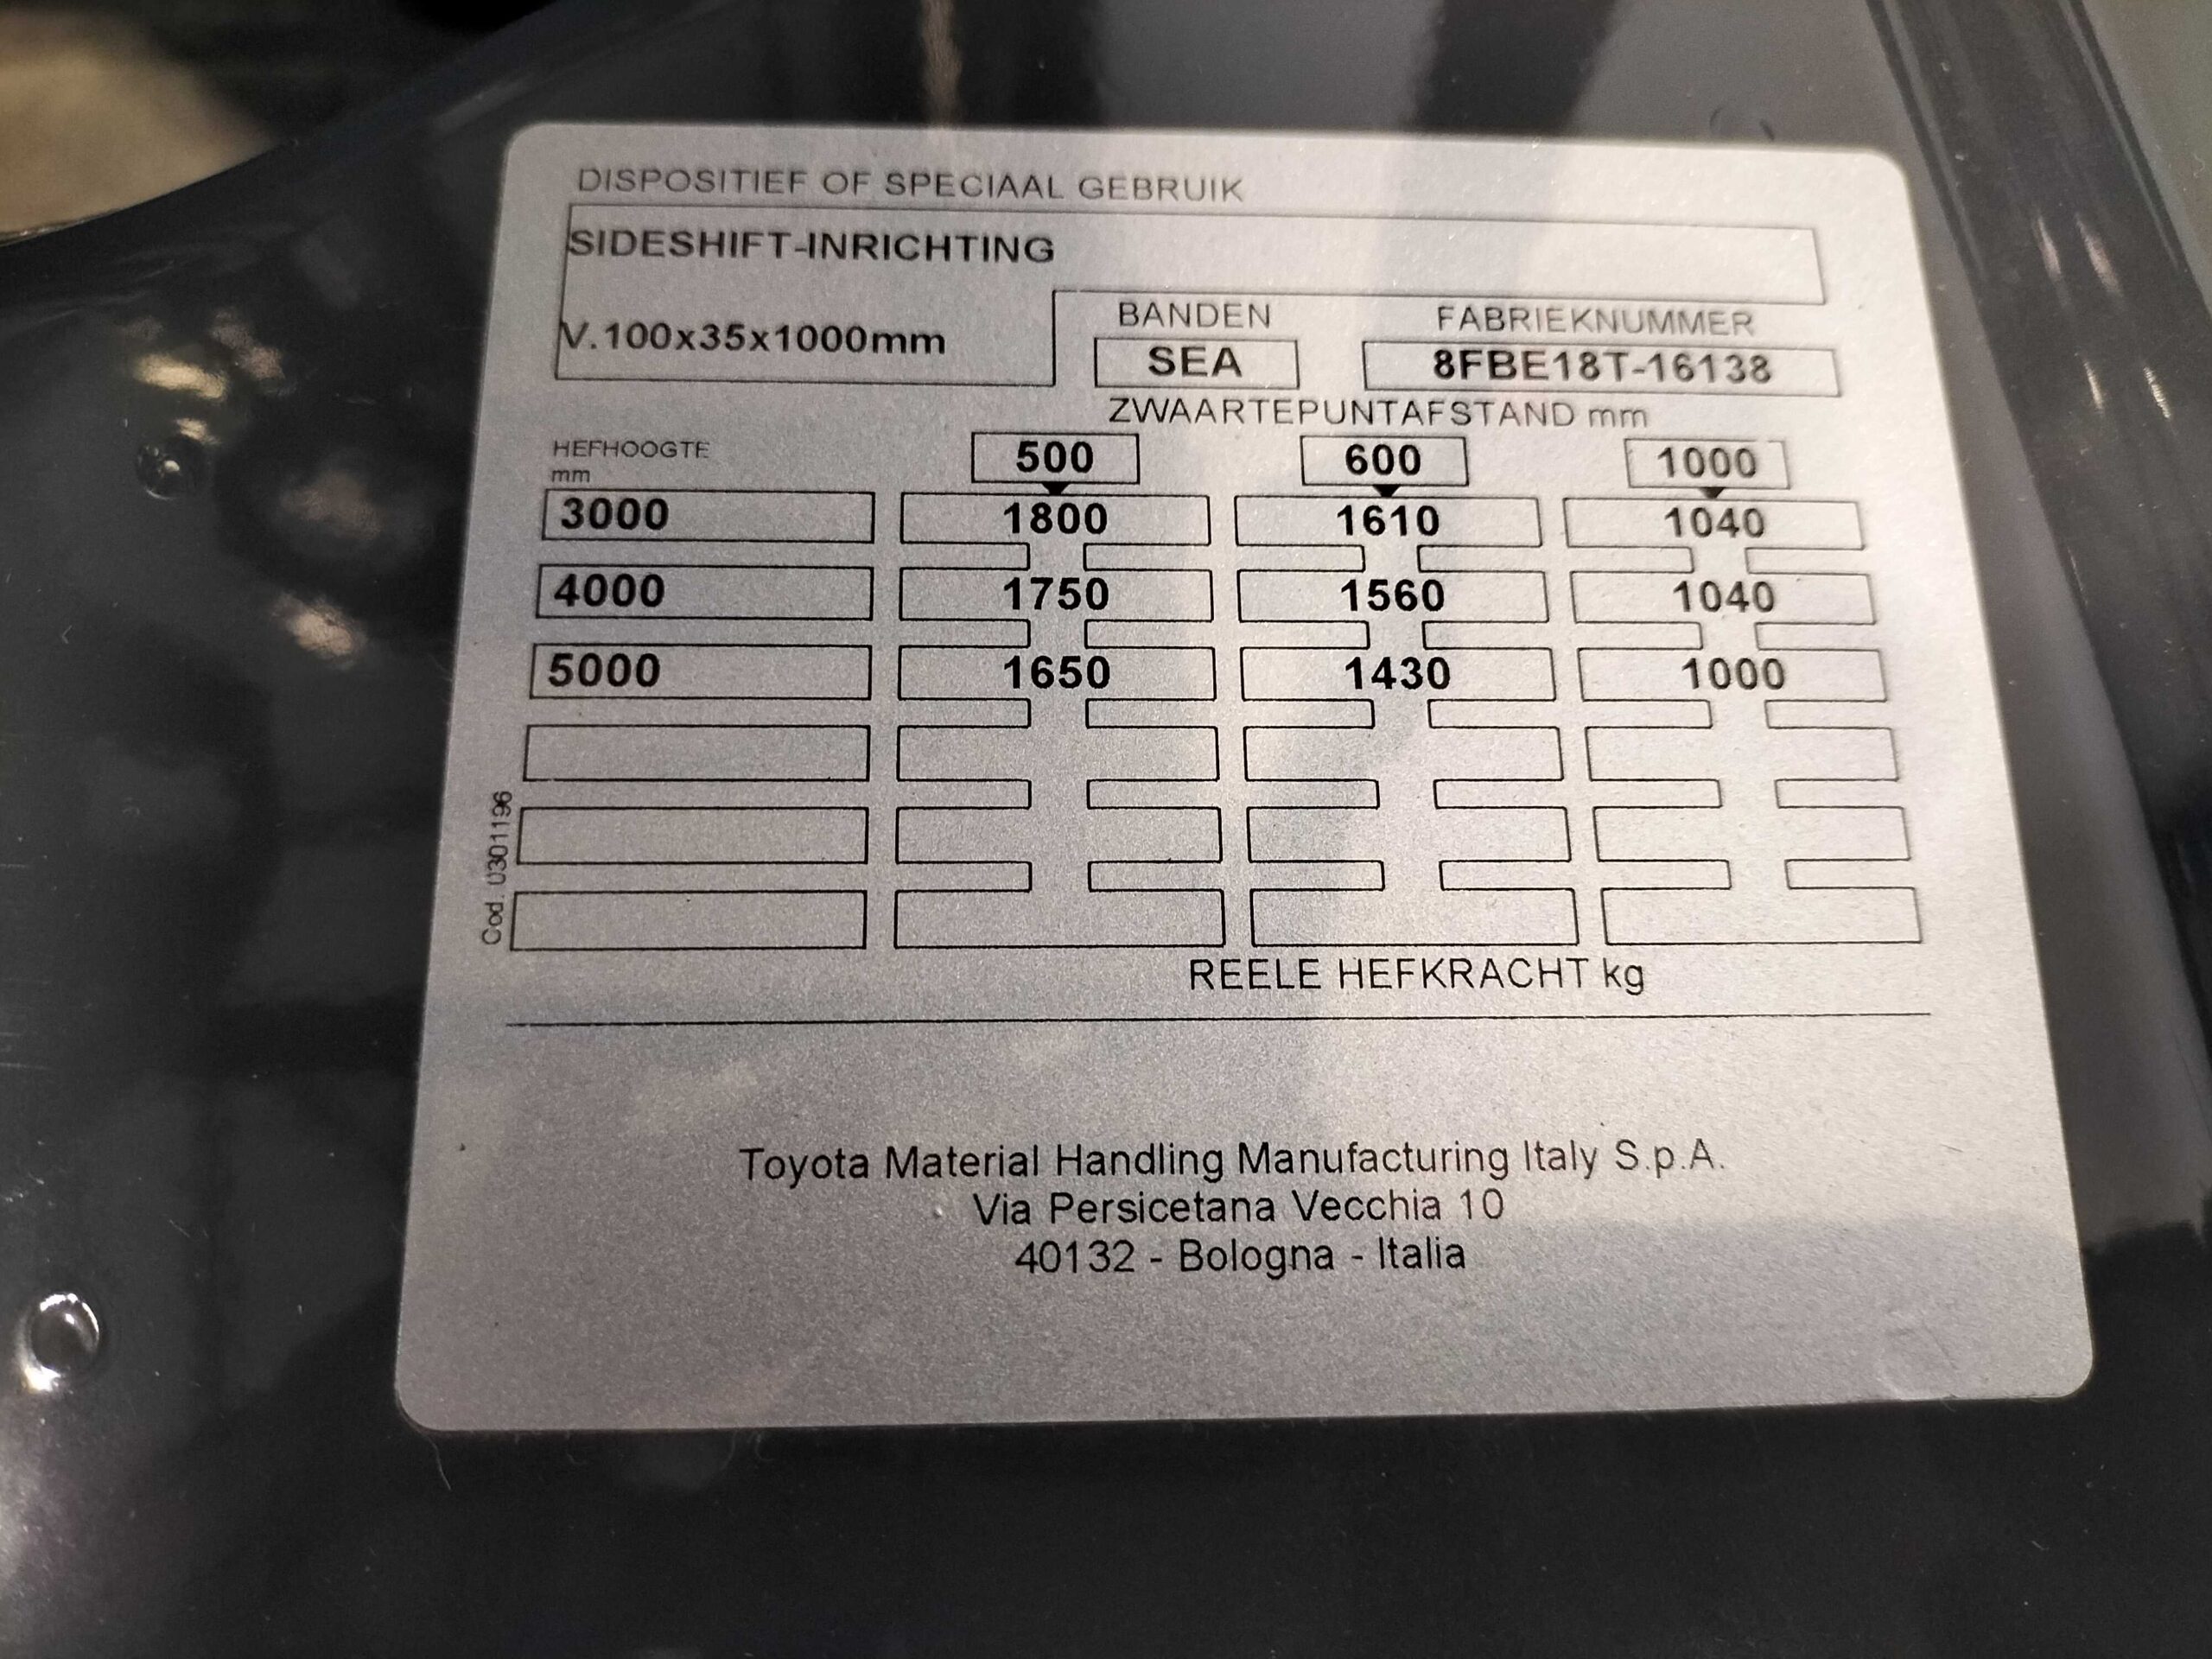 DISPOSITIEF OF SPECIAAL GEBRUIK
SIDESHIFT-INRICHTING
V.100x35x1000mm
BANDEN
FABRIEKNUMMER
SEA
8FBE18T-16138
ZWAARTEPUNTAFSTAND mm
HEFHOOGTE
mm
500 600 1000
3000 1800 1610 1040
4000 1750 1560 1040
5000 1650 1430 1000
Cod. 0301196
REELE HEFKRACHT kg
Toyota Material Handling Manufacturing Italy S.p.A.
Via Persicetana Vecchia 10
40132 - Bologna - Italia